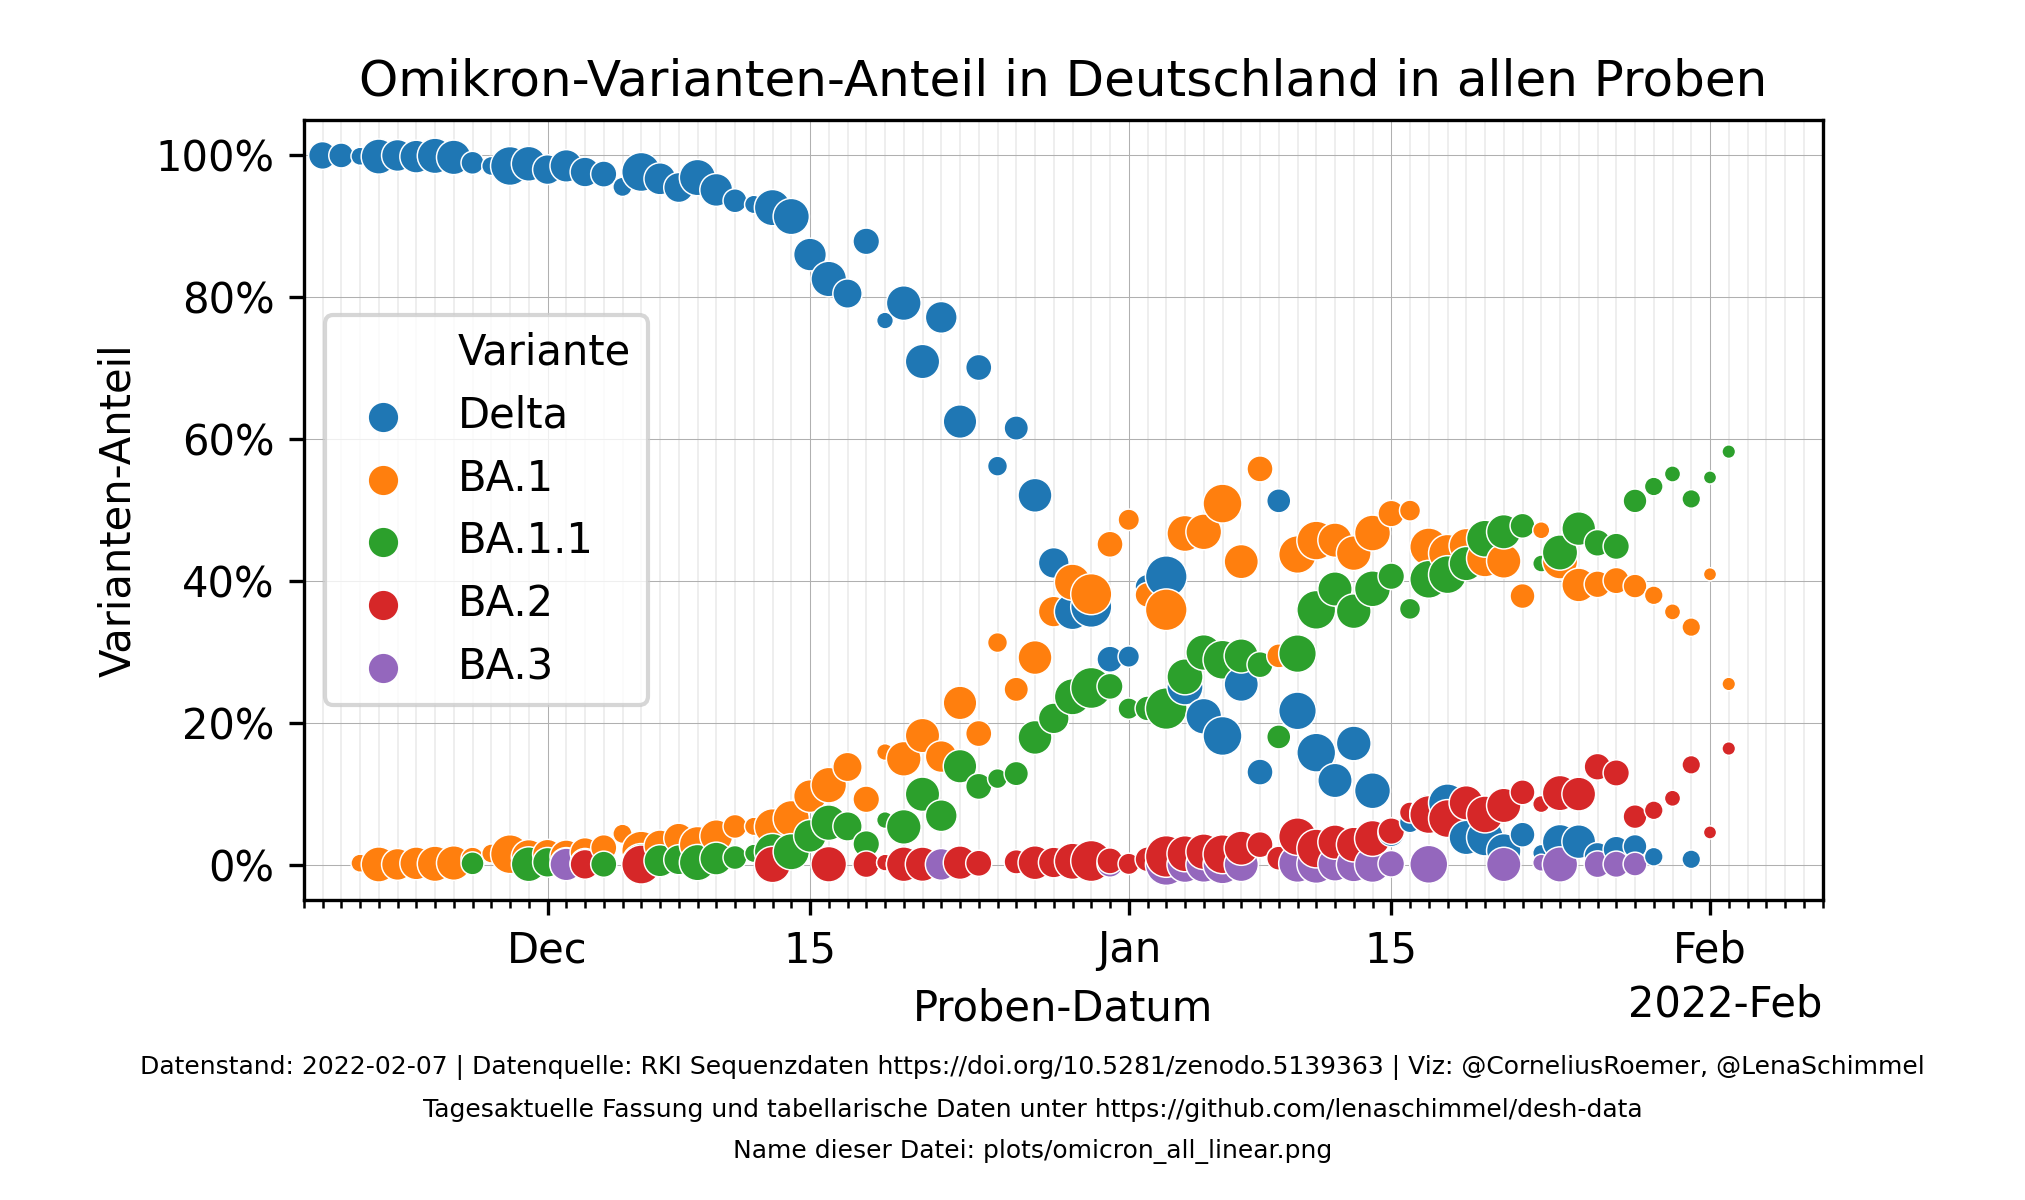 Omikron-Varianten-Anteil in Deutschland in allen Proben
100%
80%
60%
40%
20%
0%
Varianten-Anteil
Variante
Delta
BA.1
BA.1.1
BA.2
BA.3
Dec
15
Jan
15
Feb
Proben-Datum
2022-Feb
Datenstand: 2022-02-07 | Datenquelle: RKI Sequenzdaten https://doi.org/10.5281/zenodo.5139363 | Viz: @CorneliusRoemer, @LenaSchimmel
Tagesaktuelle Fassung und tabellarische Daten unter https://github.com/lenaschimmel/desh-data
Name dieser Datei: plots/omicron_all_linear.png